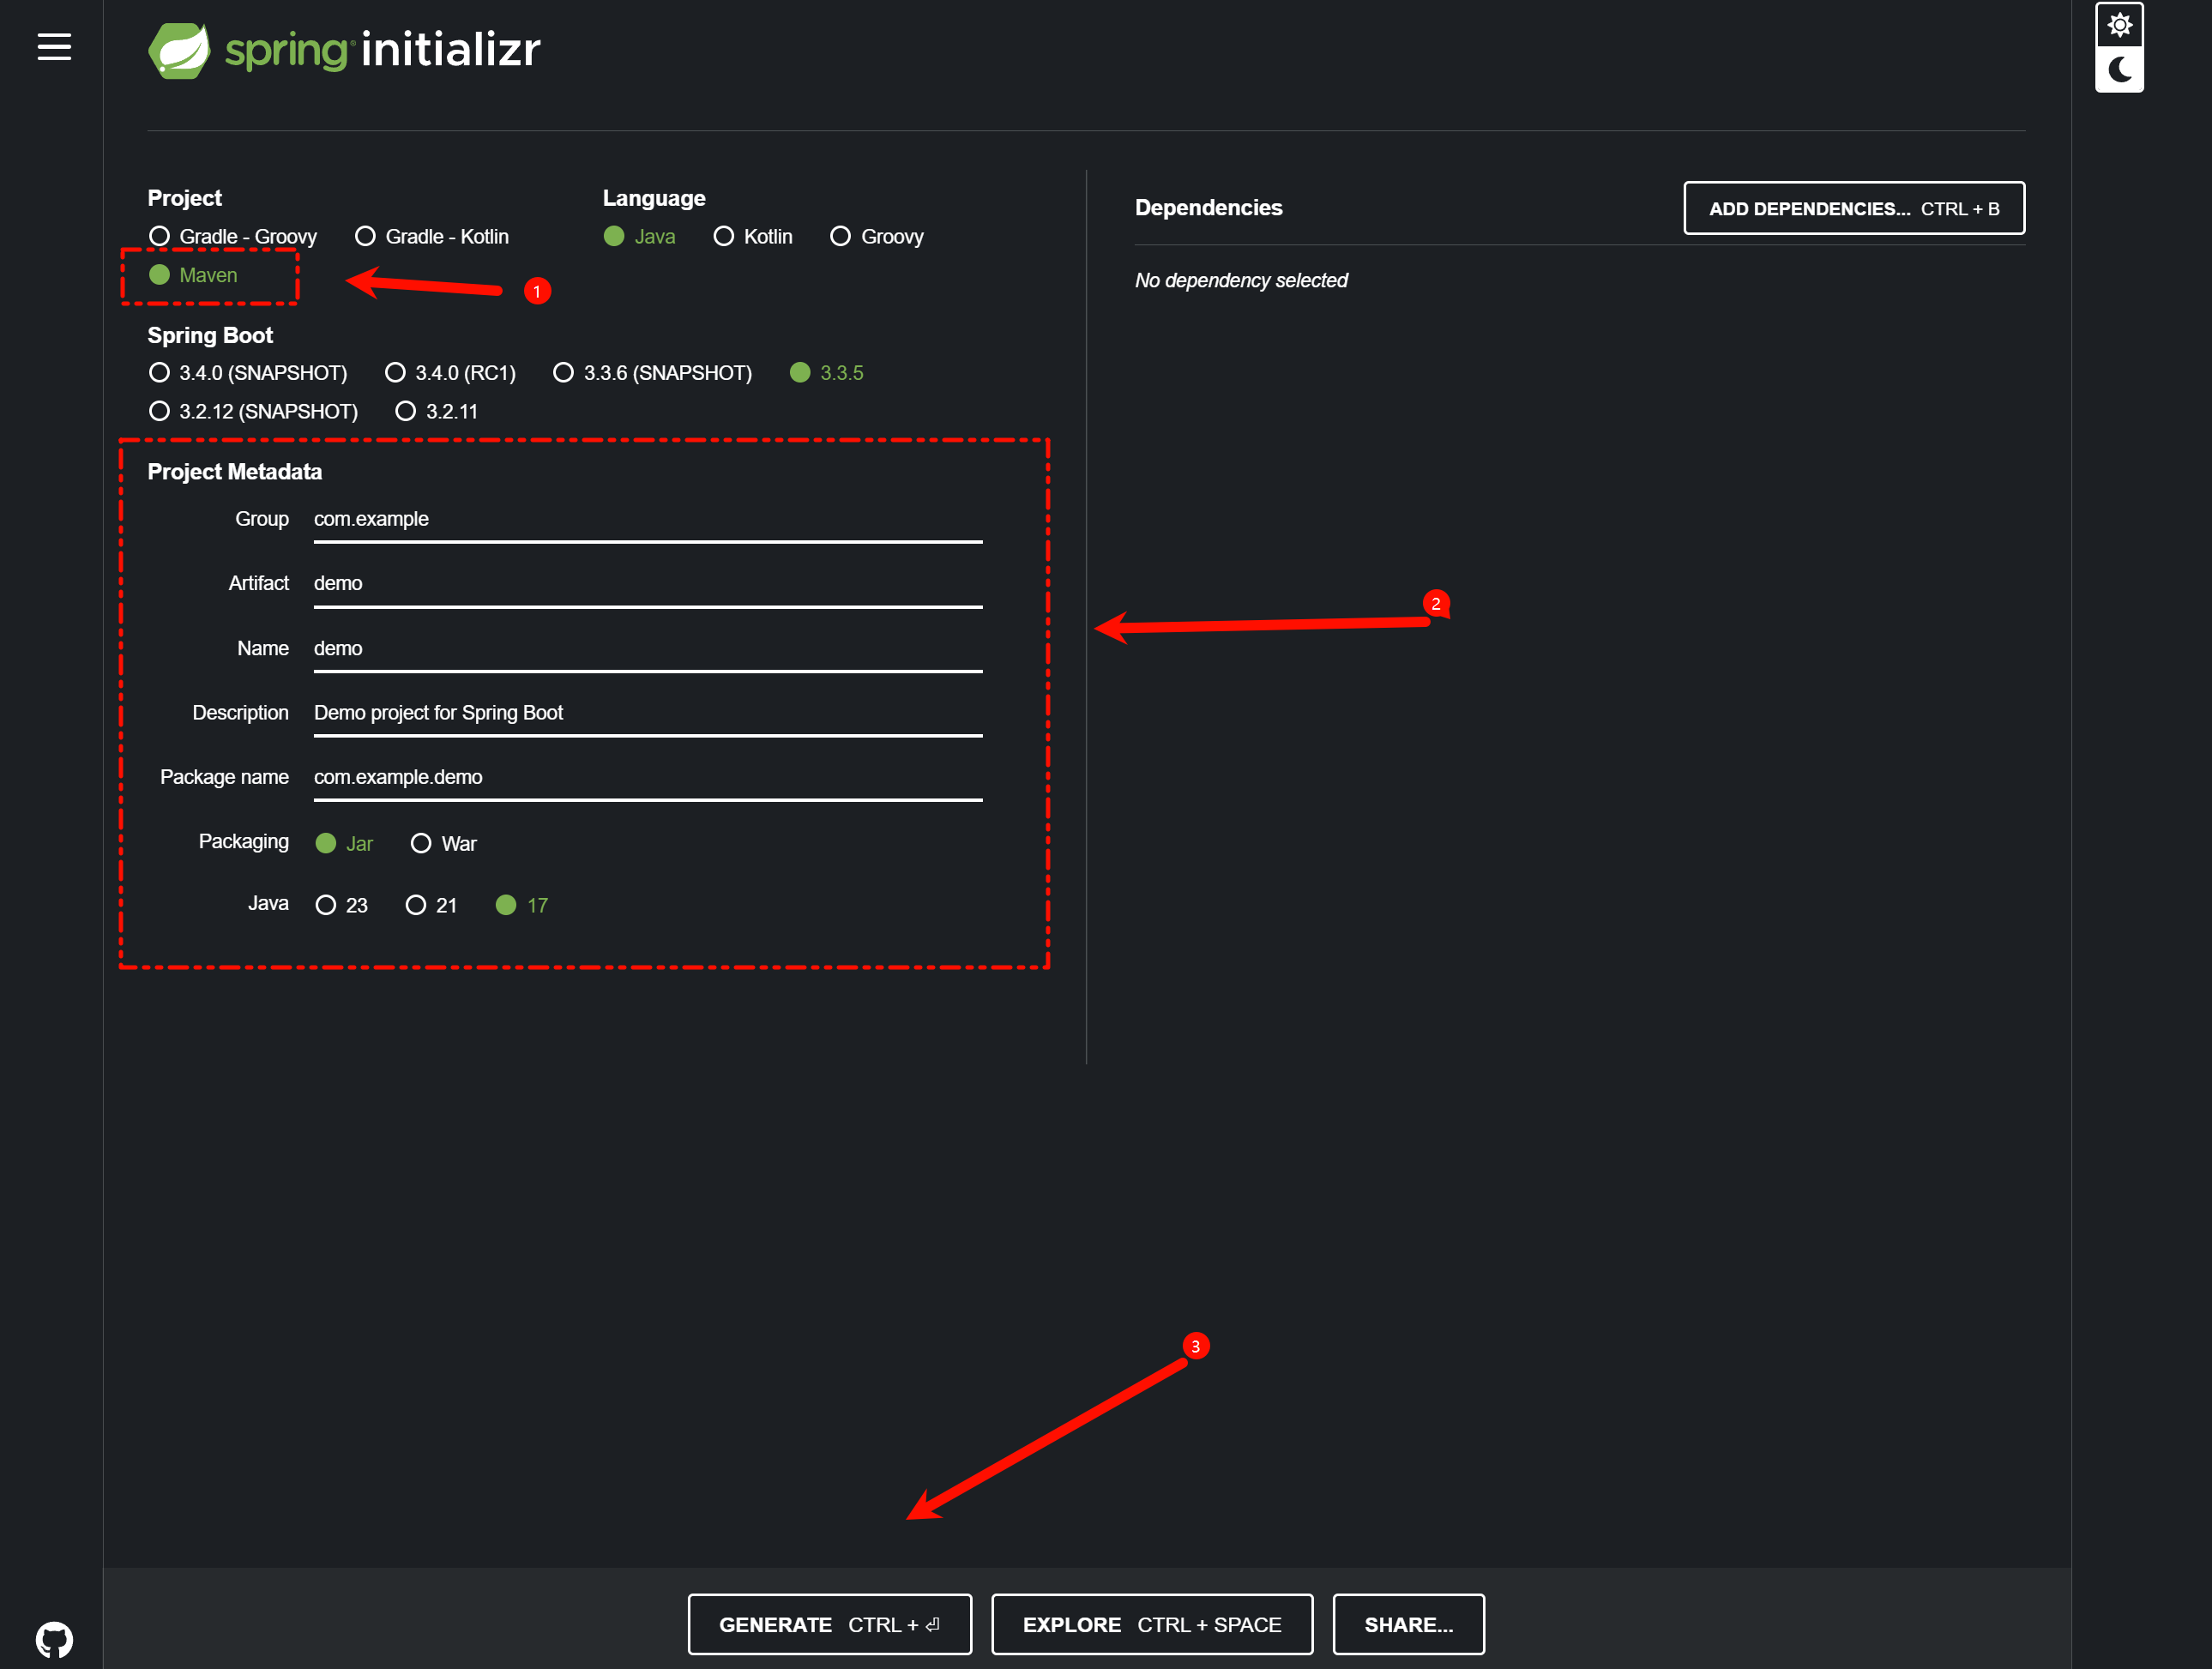 spring initializr
Project
Gradle - Groovy Gradle - Kotlin
Maven
1
Language
Java Kotlin Groovy
Spring Boot
3.4.0 (SNAPSHOT) 3.4.0 (RC1) 3.3.6 (SNAPSHOT) 3.3.5
3.2.12 (SNAPSHOT) 3.2.11
Project Metadata
Group com.example
Artifact demo
Name demo
Description Demo project for Spring Boot
Package name com.example.demo
Packaging Jar War
Java 23 21 17
Dependencies
ADD DEPENDENCIES... CTRL + B
No dependency selected
2
3
GENERATE CTRL + ⏎
EXPLORE CTRL + SPACE
SHARE...